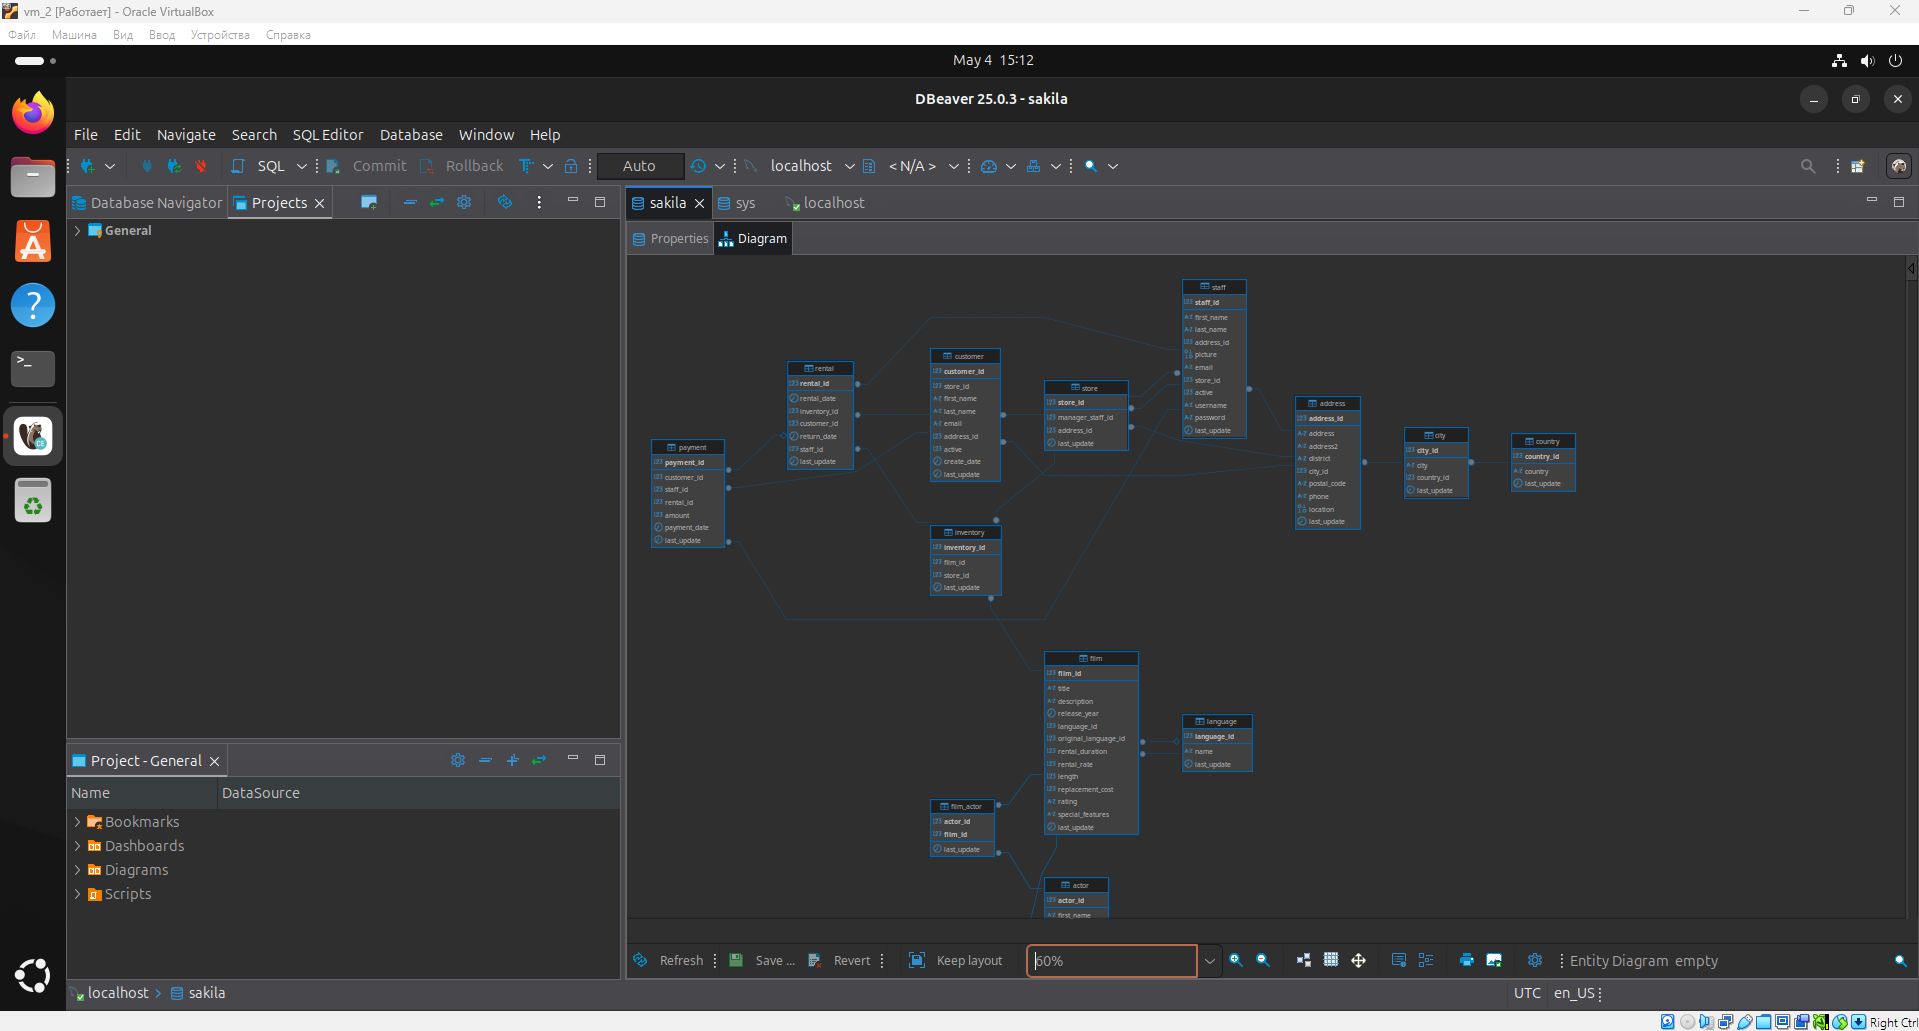 vm_2 [Работает] - Oracle VirtualBox
Файл Машина Вид Ввод Устройства Справка
May 4 15:12
DBeaver 25.0.3 - sakila
File Edit Navigate Search SQL Editor Database Window Help
SQL Commit Rollback Auto localhost < N/A >
Database Navigator Projects
General
sakila sys localhost
Properties Diagram
staff
staff_id
first_name
last_name
address_id
picture
email
store_id
active
username
password
last_update
rental
rental_id
rental_date
inventory_id
customer_id
return_date
staff_id
last_update
customer
customer_id
store_id
first_name
last_name
email
address_id
active
create_date
last_update
store
store_id
manager_staff_id
address_id
last_update
address
address_id
address
address2
district
city_id
postal_code
phone
location
last_update
city
city_id
city
country_id
last_update
country
country_id
country
last_update
payment
payment_id
customer_id
staff_id
rental_id
amount
payment_date
last_update
inventory
inventory_id
film_id
store_id
last_update
film
film_id
title
description
release_year
language_id
original_language_id
rental_duration
rental_rate
length
replacement_cost
rating
special_features
last_update
language
language_id
name
last_update
film_actor
actor_id
film_id
last_update
actor
actor_id
first_name
Project - General
Name DataSource
Bookmarks
Dashboards
Diagrams
Scripts
Refresh Save ... Revert Keep layout 60% Entity Diagram empty
localhost > sakila UTC en_US
Right Ctrl